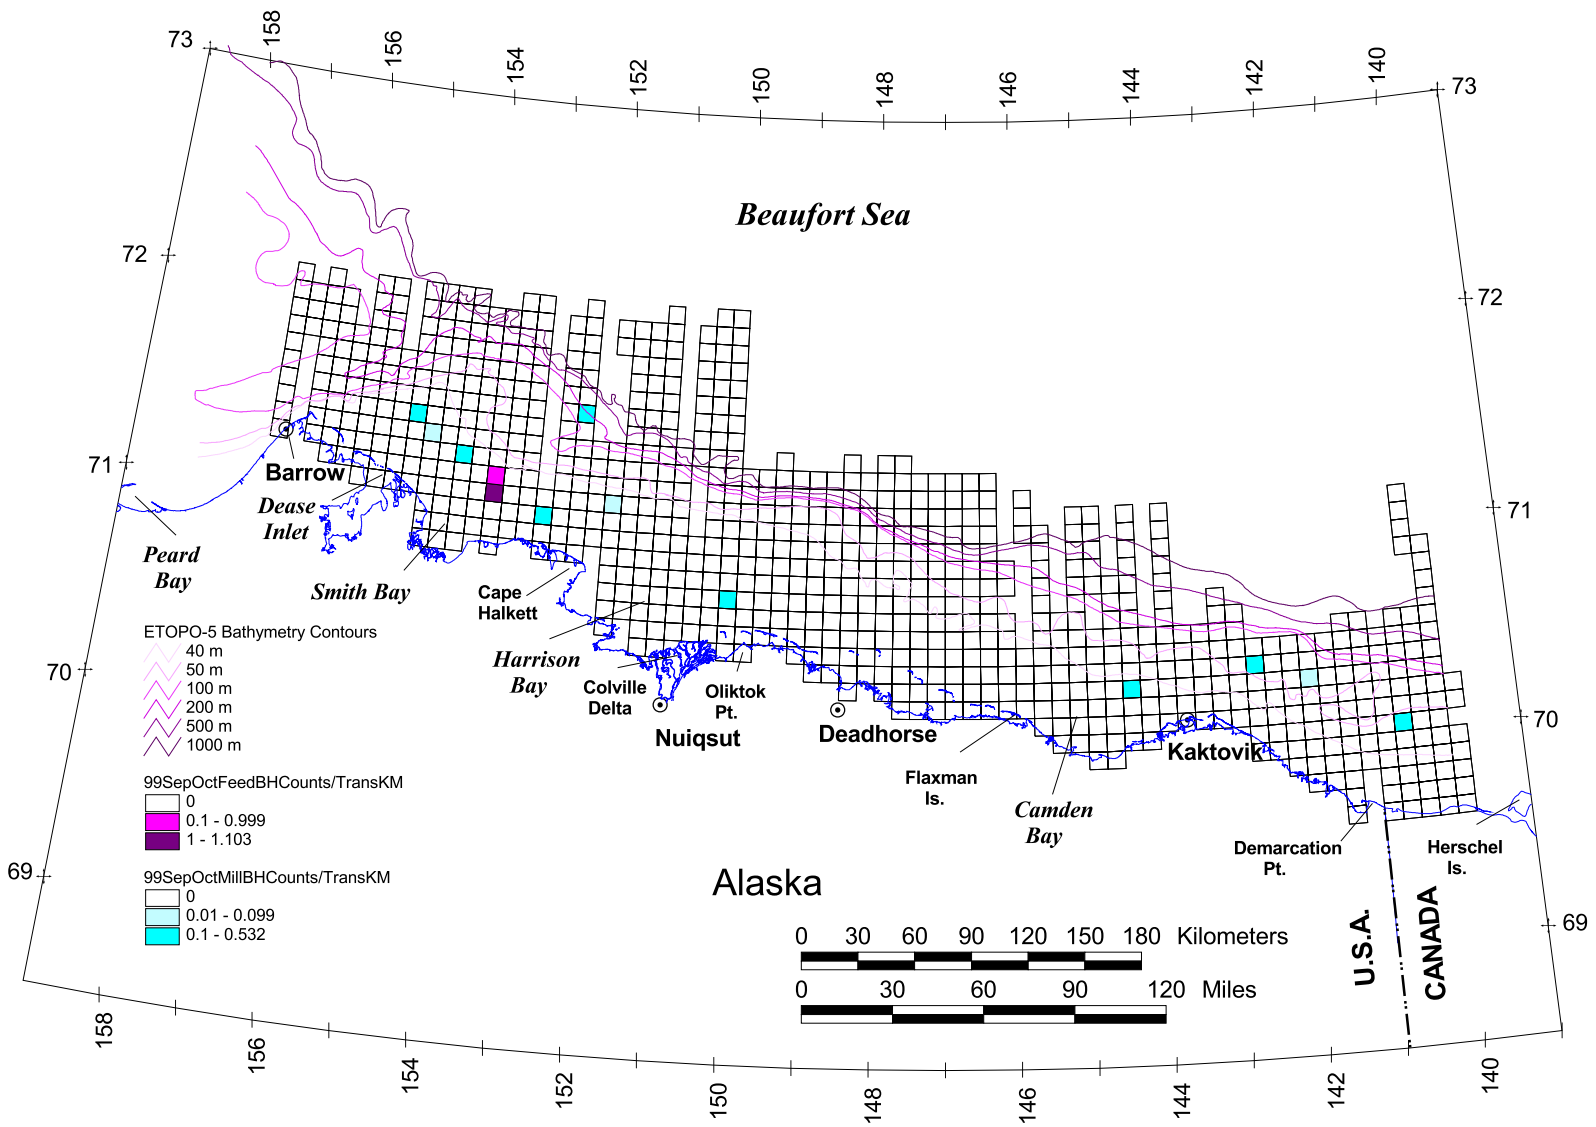 158
156
154
152
150
148
146
144
142
140
73
73
Beaufort Sea
72
72
71
71
Barrow
Dease
Inlet
Peard
Bay
Smith Bay
Cape
Halkett
Harrison
Bay
Colville
Delta
Oliktok
Pt.
Nuiqsut
Deadhorse
Kaktovik
Flaxman
Is.
Camden
Bay
Demarcation
Pt.
Herschel
Is.
70
70
ETOPO-5 Bathymetry Contours
40 m
50 m
100 m
200 m
500 m
1000 m
99SepOctFeedBHCounts/TransKM
0
0.1 - 0.999
1 - 1.103
99SepOctMillBHCounts/TransKM
0
0.01 - 0.099
0.1 - 0.532
69
69
Alaska
U.S.A.
CANADA
0 30 60 90 120 150 180 Kilometers
0 30 60 90 120 Miles
158
156
154
152
150
148
146
144
142
140